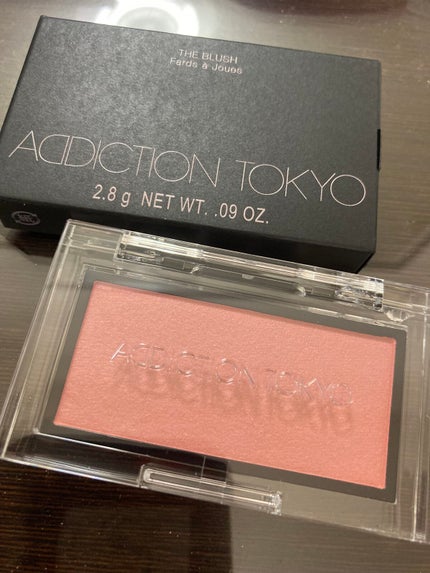 THE BLUSH
Fards à Joues
ADDICTION TOKYO
2.8 g NET WT. .09 OZ.
ADDICTION TOKYO